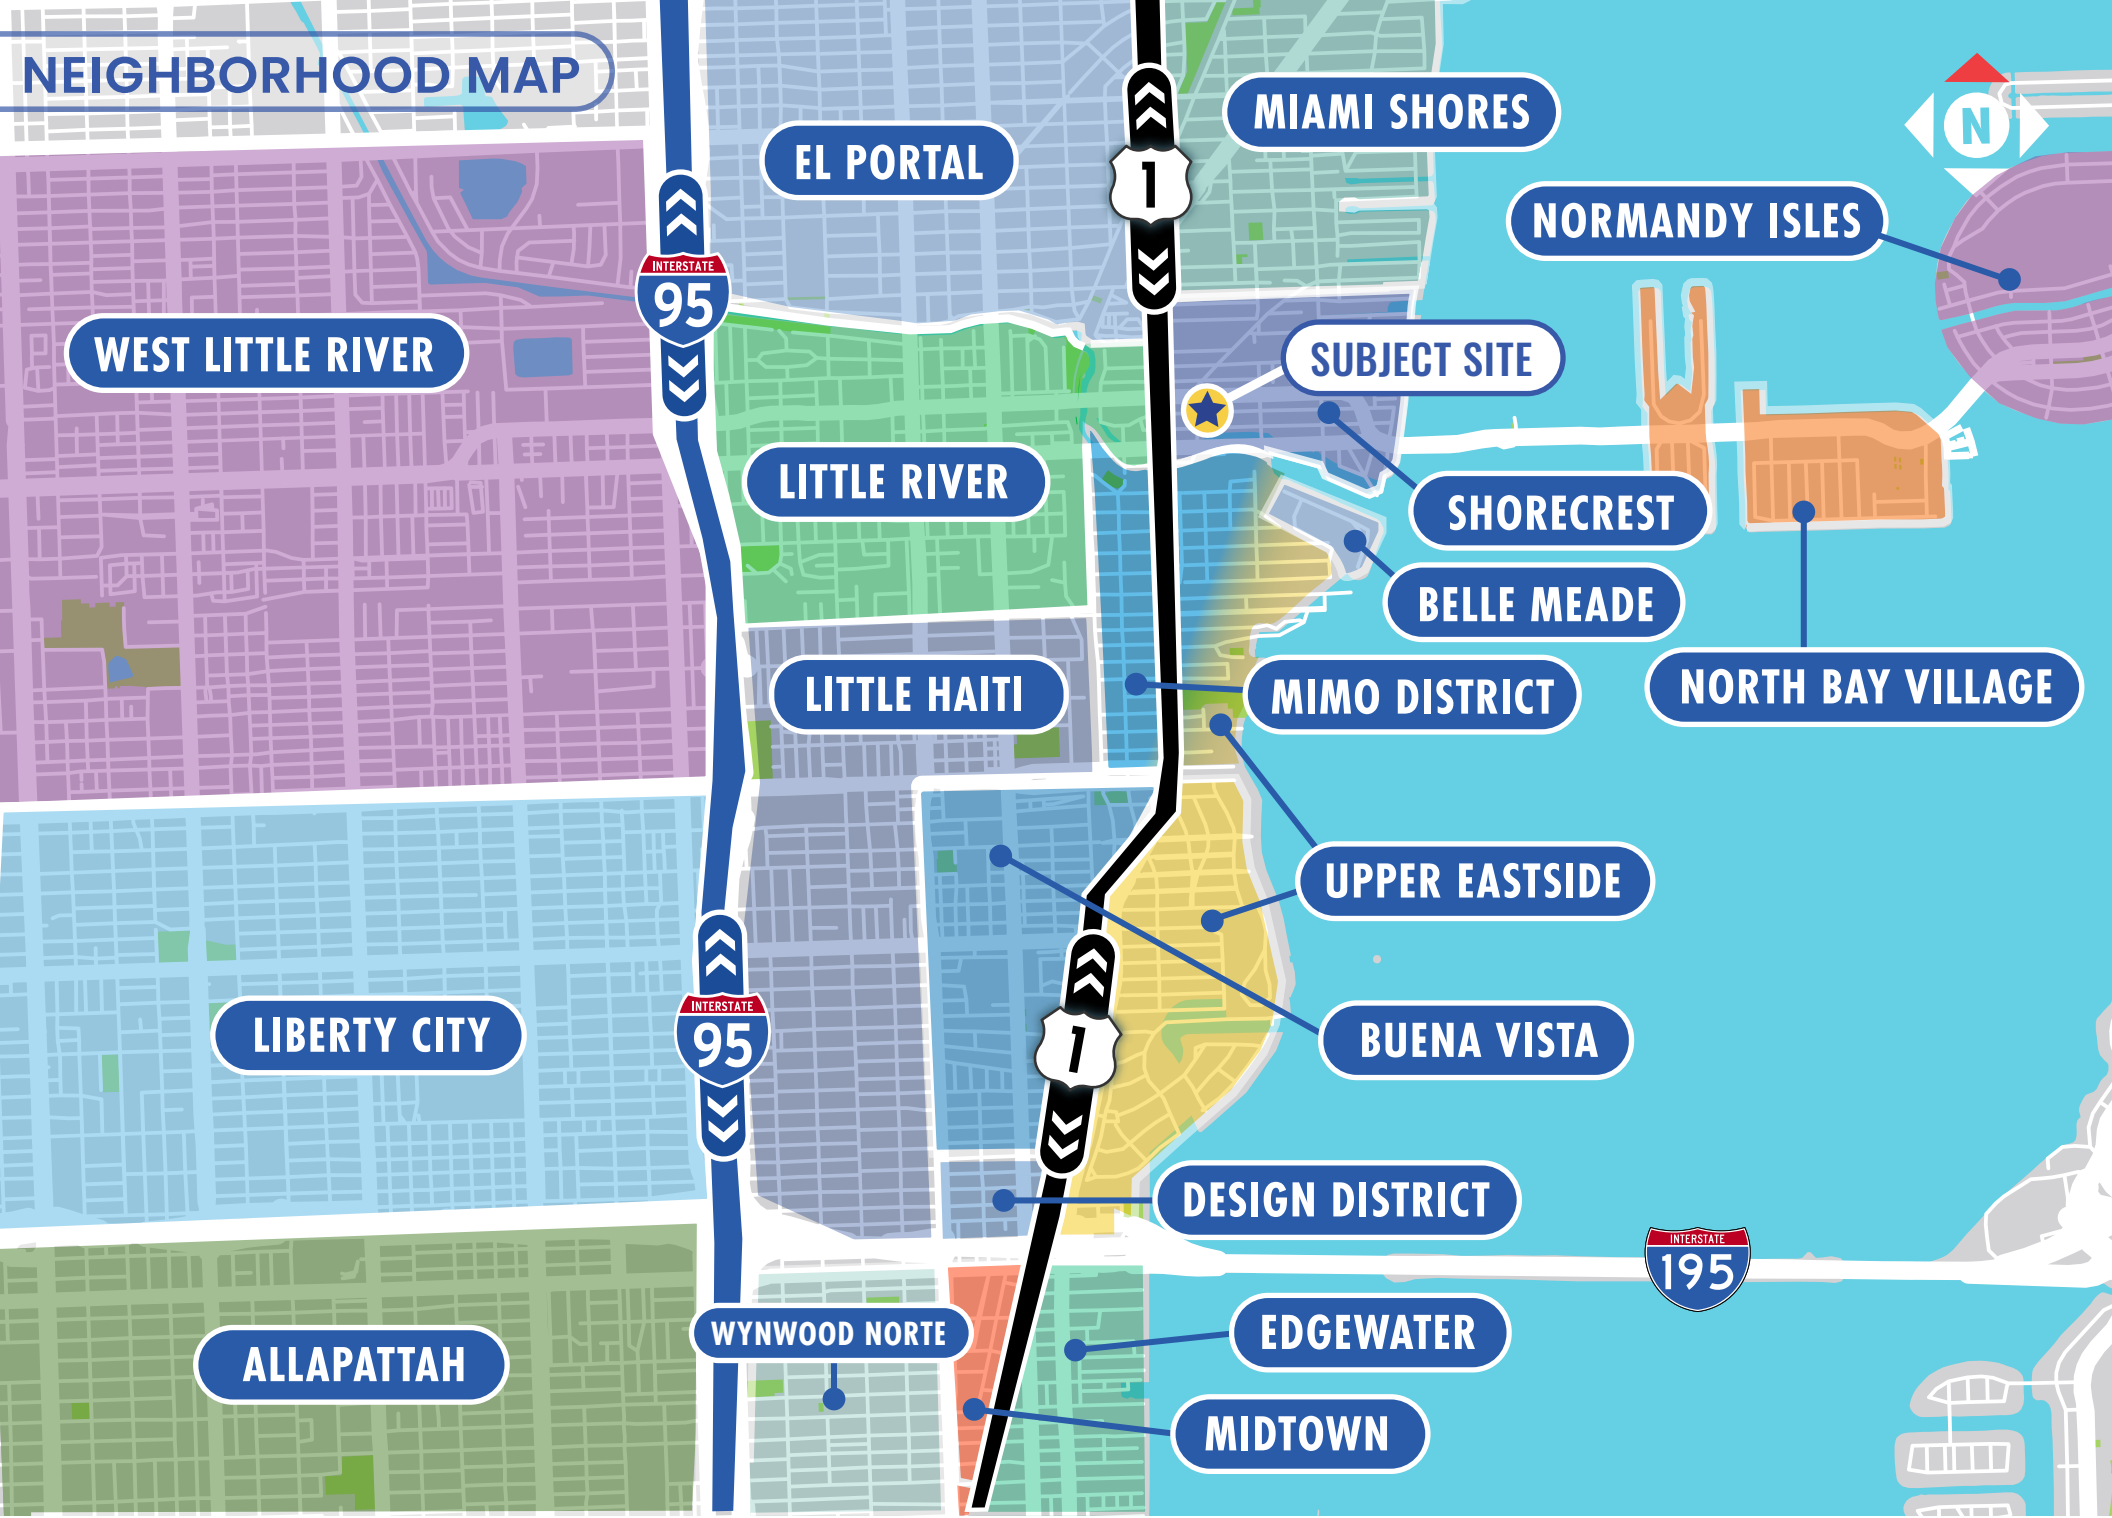 NEIGHBORHOOD MAP
MIAMI SHORES
N
EL PORTAL
1
NORMANDY ISLES
INTERSTATE
95
WEST LITTLE RIVER
SUBJECT SITE
LITTLE RIVER
SHORECREST
BELLE MEADE
LITTLE HAITI
MIMO DISTRICT
NORTH BAY VILLAGE
UPPER EASTSIDE
LIBERTY CITY
INTERSTATE
95
1
BUENA VISTA
DESIGN DISTRICT
INTERSTATE
195
WYNWOOD NORTE
EDGEWATER
ALLAPATTAH
MIDTOWN